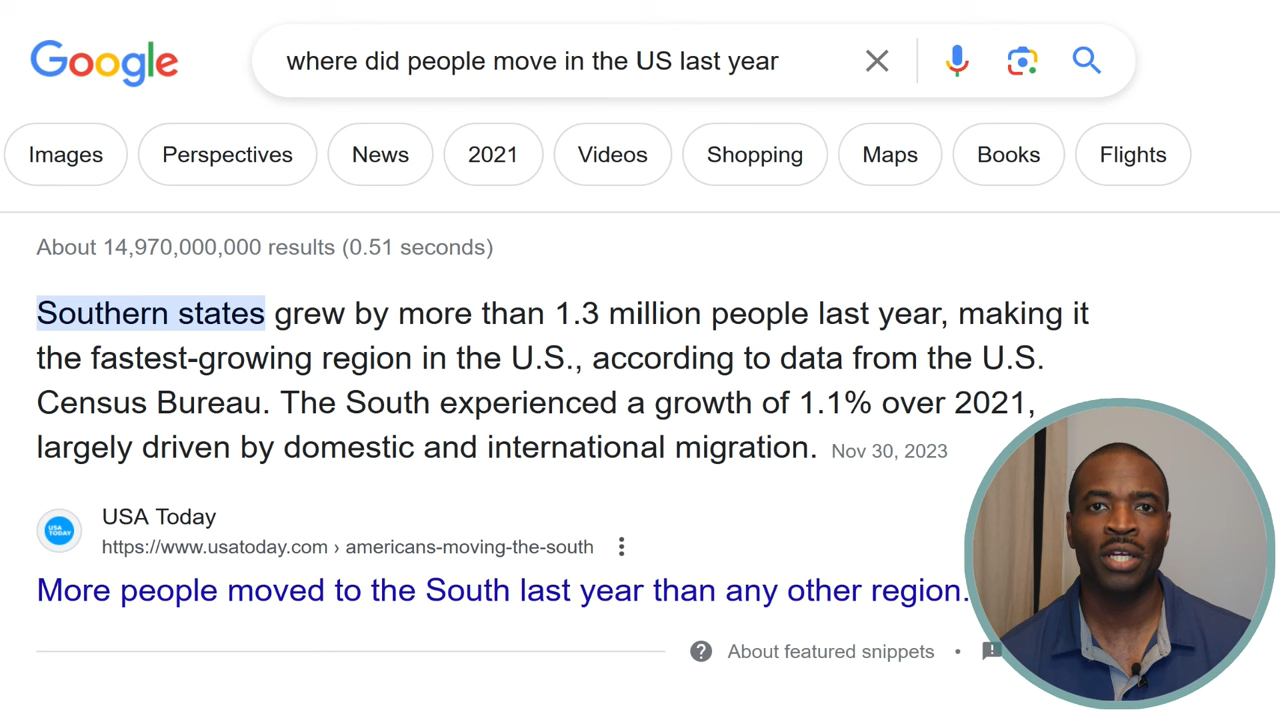 Google
where did people move in the US last year
Images
Perspectives
News
2021
Videos
Shopping
Maps
Books
Flights
About 14,970,000,000 results (0.51 seconds)
Southern states grew by more than 1.3 million people last year, making it
the fastest-growing region in the U.S., according to data from the U.S.
Census Bureau. The South experienced a growth of 1.1% over 2021,
largely driven by domestic and international migration. Nov 30, 2023
USA TODAY
USA Today
https://www.usatoday.com › americans-moving-the-south
More people moved to the South last year than any other region.
About featured snippets •